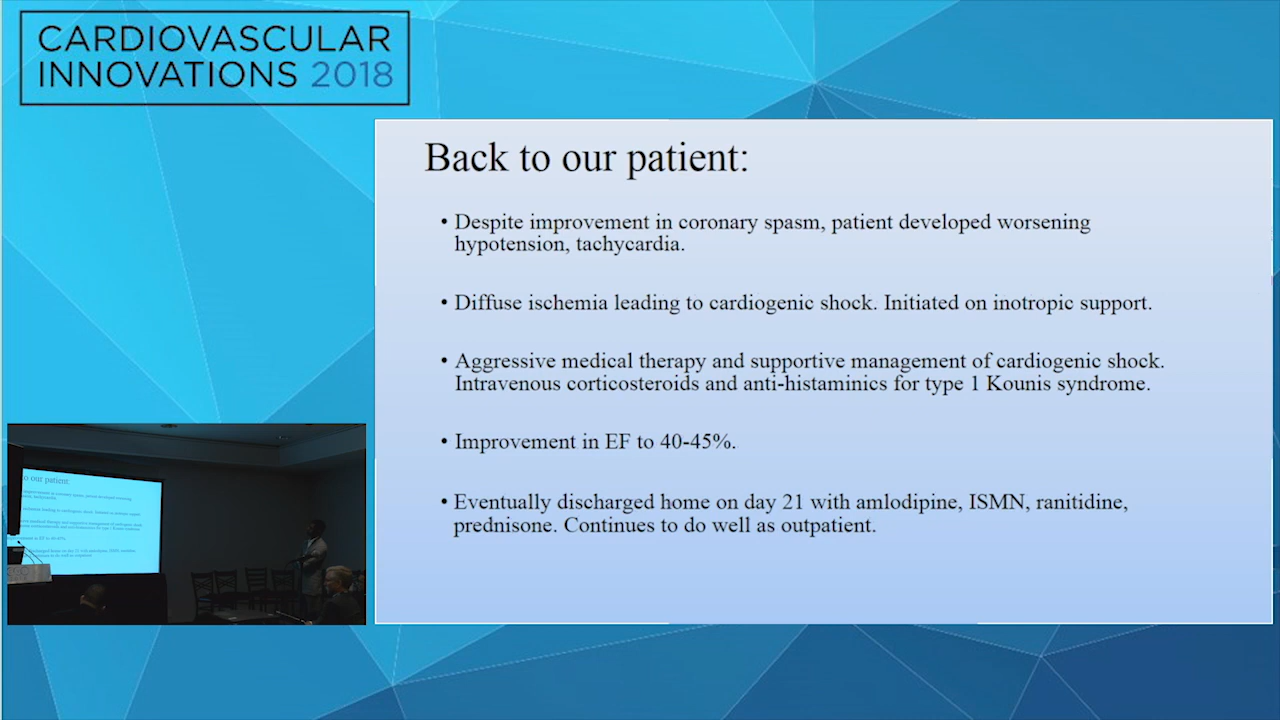 CARDIOVASCULAR
INNOVATIONS 2018
Back to our patient:
• Despite improvement in coronary spasm, patient developed worsening
hypotension, tachycardia.
• Diffuse ischemia leading to cardiogenic shock. Initiated on inotropic support.
• Aggressive medical therapy and supportive management of cardiogenic shock.
Intravenous corticosteroids and anti-histaminics for type 1 Kounis syndrome.
• Improvement in EF to 40-45%.
• Eventually discharged home on day 21 with amlodipine, ISMN, ranitidine,
prednisone. Continues to do well as outpatient.
o our patient: